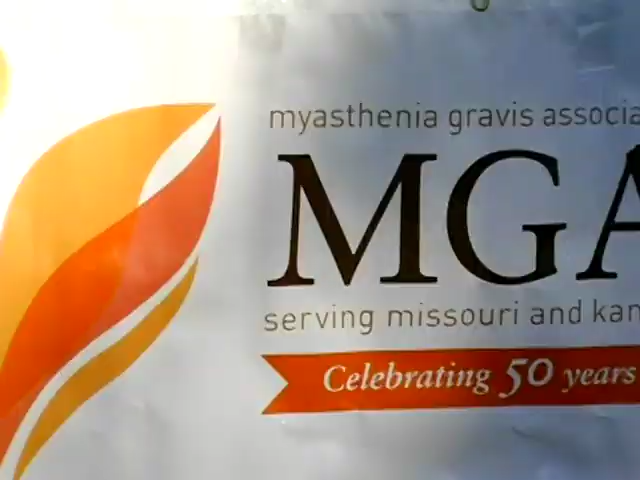 myasthenia gravis associa
MGA
serving missouri and kan
Celebrating 50 years